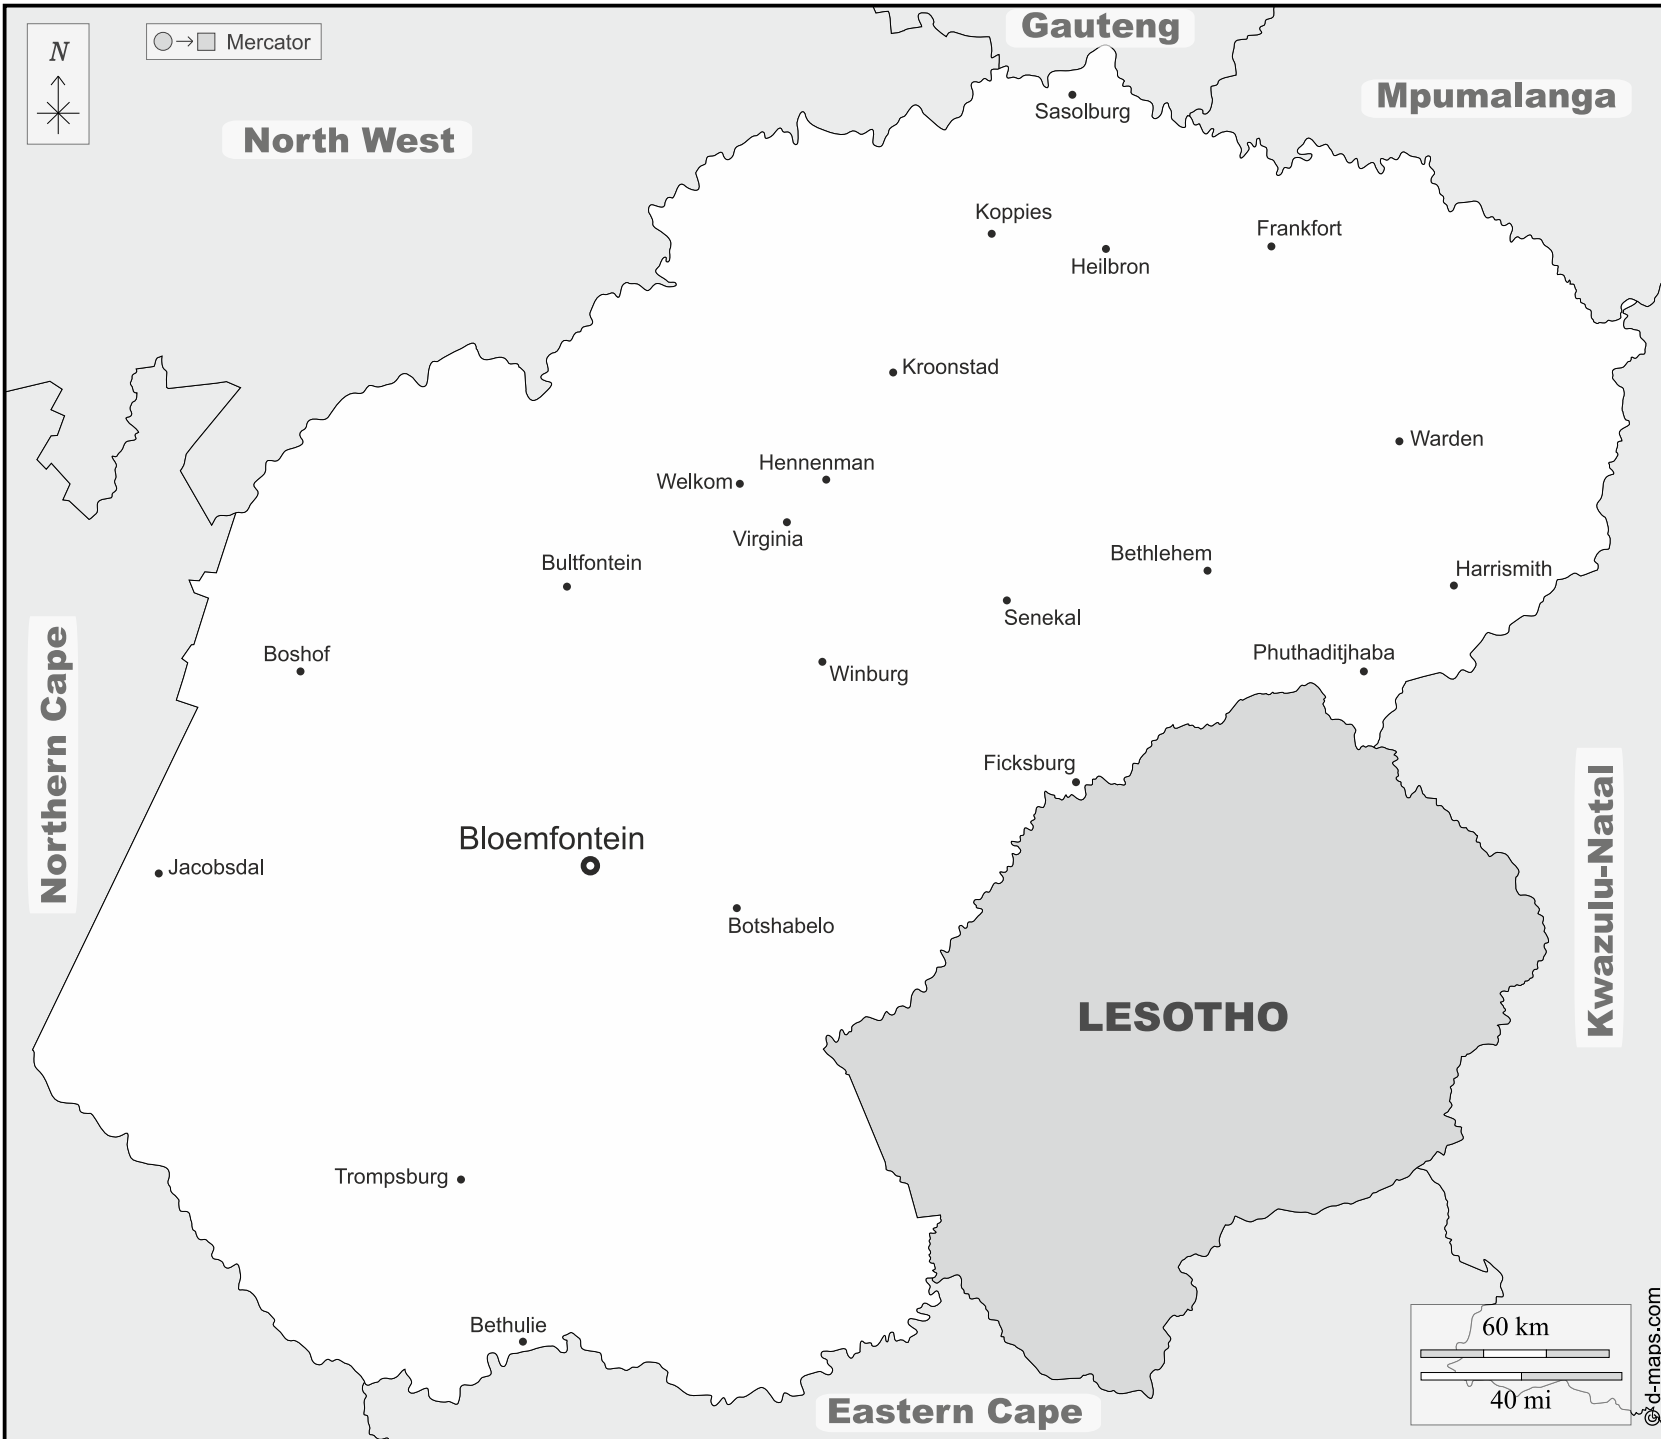 Gauteng
N
Mercator
Mpumalanga
Sasolburg
North West
Koppies
Frankfort
Heilbron
Kroonstad
Warden
Hennenman
Welkom
Virginia
Bethlehem
Bultfontein
Harrismith
Senekal
Boshof
Phuthaditjhaba
Winburg
Northern Cape
Ficksburg
Bloemfontein
Jacobsdal
Kwazulu-Natal
Botshabelo
LESOTHO
Trompsburg
Bethulie
60 km
40 mi
Eastern Cape
© d-maps.com